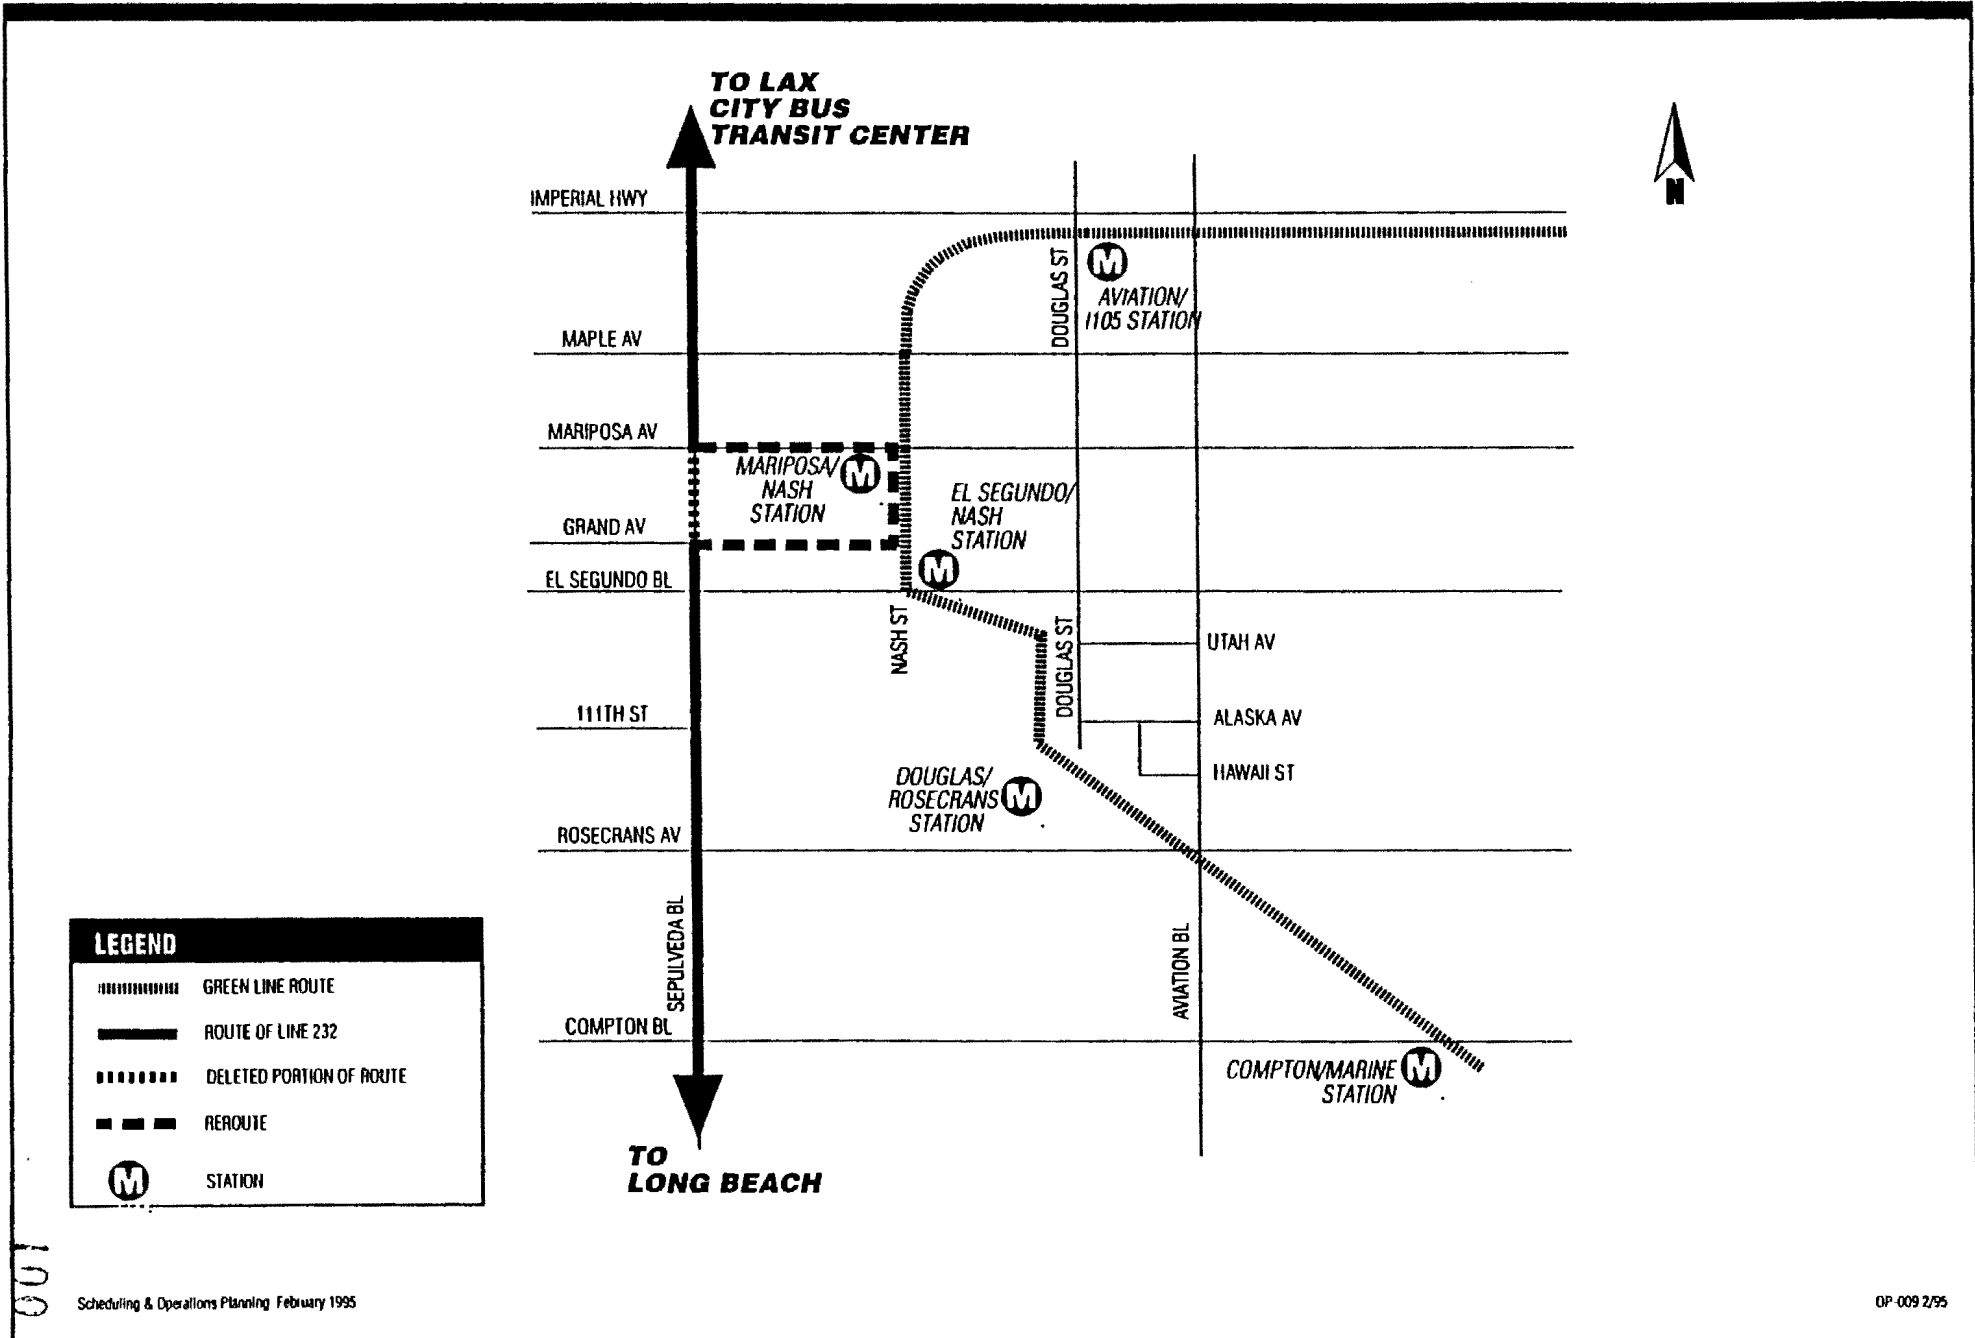 TO LAX
CITY BUS
TRANSIT CENTER
N
IMPERIAL HWY
DOUGLAS ST
M
AVIATION/
I105 STATION
MAPLE AV
MARIPOSA AV
MARIPOSA/
NASH
STATION
M
EL SEGUNDO/
NASH
STATION
M
GRAND AV
EL SEGUNDO BL
NASH ST
DOUGLAS ST
UTAH AV
111TH ST
ALASKA AV
HAWAII ST
DOUGLAS/
ROSECRANS
STATION
M
ROSECRANS AV
SEPULVEDA BL
AVIATION BL
COMPTON BL
COMPTON/MARINE
STATION
M
TO
LONG BEACH
LEGEND
GREEN LINE ROUTE
ROUTE OF LINE 232
DELETED PORTION OF ROUTE
REROUTE
M
STATION
Scheduling & Operations Planning February 1995
OP-009 2/95